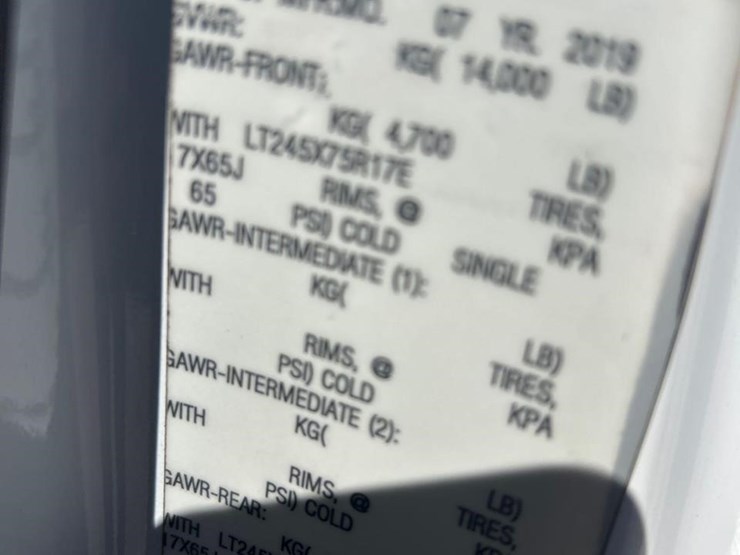 07 YR. 2019
GVWR: KG( 14,000 LB)
GAWR-FRONT: KG( 4,700 LB)
WITH LT245X75R17E TIRES,
17X65J RIMS, @ KPA
65 PSI) COLD SINGLE
GAWR-INTERMEDIATE (1):
KG( LB)
WITH TIRES,
RIMS, @ KPA
PSI) COLD
GAWR-INTERMEDIATE (2):
KG( LB)
WITH TIRES,
RIMS, @
PSI) COLD
GAWR-REAR: KG(
WITH